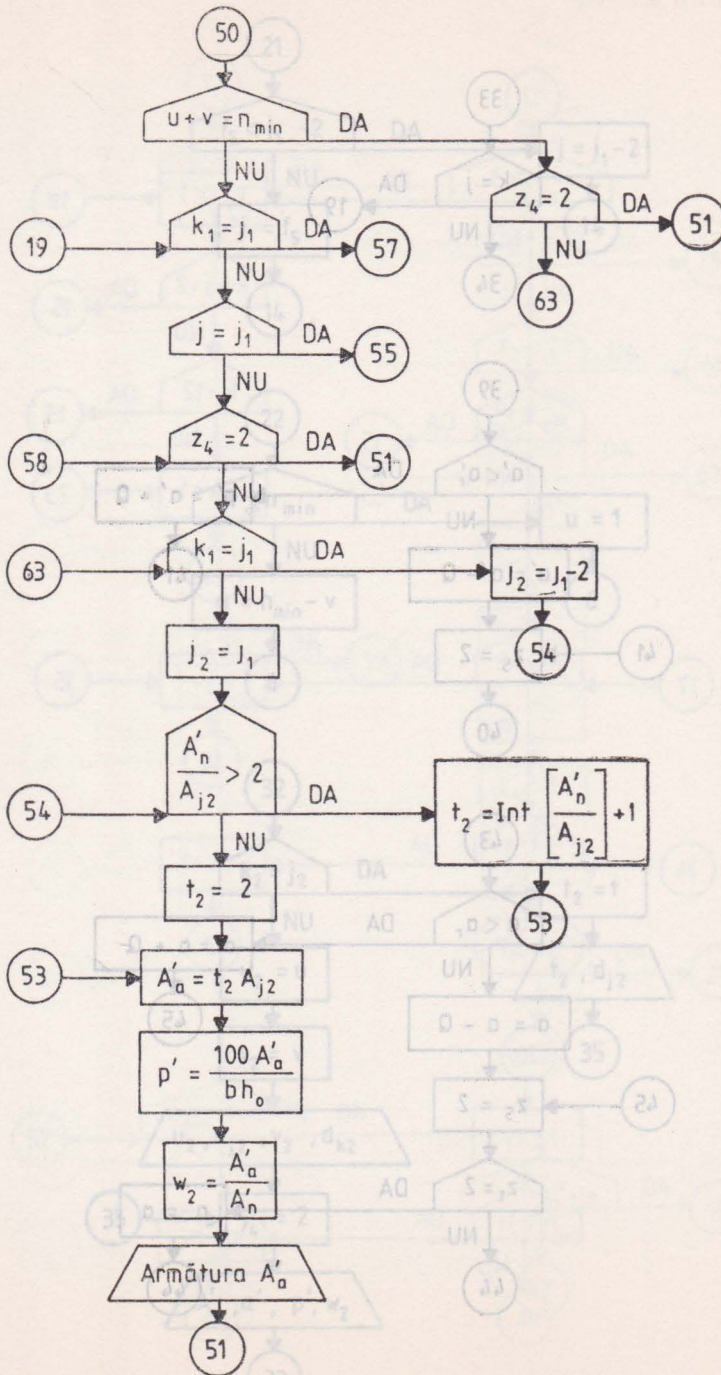 50
u + v = n_min DA
NU
z₄ = 2 DA
51
NU
63
19
k₁ = j₁ DA
57
NU
j = j₁ DA
55
NU
58
z₄ = 2 DA
51
NU
63
k₁ = j₁ DA
j₂ = j₁-2
54
NU
j₂ = j₁
54
A'n / Aj2 > 2 DA
t₂ = Int [A'n / Aj2] + 1
53
NU
t₂ = 2
53
A'a = t₂ Aj2
p' = 100 A'a / b h₀
w₂ = A'a / A'n
Armătura A'a
51